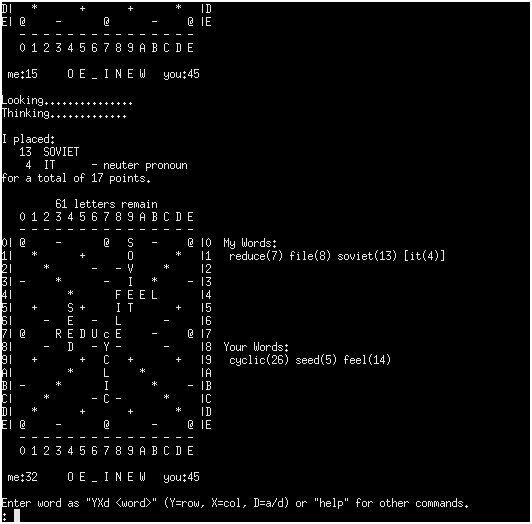 D|   *       +       +       *   |D
E| @     -       @       -     @ |E
   - - - - - - - - - - - - - - -
   0 1 2 3 4 5 6 7 8 9 A B C D E
 me:15     O E _ I N E W   you:45
Looking...............
Thinking.............
I placed:
   13  SOVIET
    4  IT      - neuter pronoun
for a total of 17 points.
         61 letters remain
   0 1 2 3 4 5 6 7 8 9 A B C D E
   - - - - - - - - - - - - - - -
0| @     -       @   S   -     @ |0  My Words:
1|   *       +       O       *   |1   reduce(7) file(8) soviet(13) [it(4)]
2|     *       -   - V     *     |2
3| -     *       -   I   *     - |3
4|         *       F E E L       |4
5|   +     S +     I T       +   |5
6|     -   E   -   L       -     |6
7| @     R E D U c E     -     @ |7
8|     -   D   - Y -       -     |8  Your Words:
9|   +       +   C   +       +   |9   cyclic(26) seed(5) feel(14)
A|         *     L     *         |A
B| -     *       I       *     - |B
C|     *       - C -       *     |C
D|   *       +       +       *   |D
E| @     -       @       -     @ |E
   - - - - - - - - - - - - - - -
   0 1 2 3 4 5 6 7 8 9 A B C D E
 me:32     O E _ I N E W   you:45
Enter word as "YXd <word>" (Y=row, X=col, D=a/d) or "help" for other commands.
: